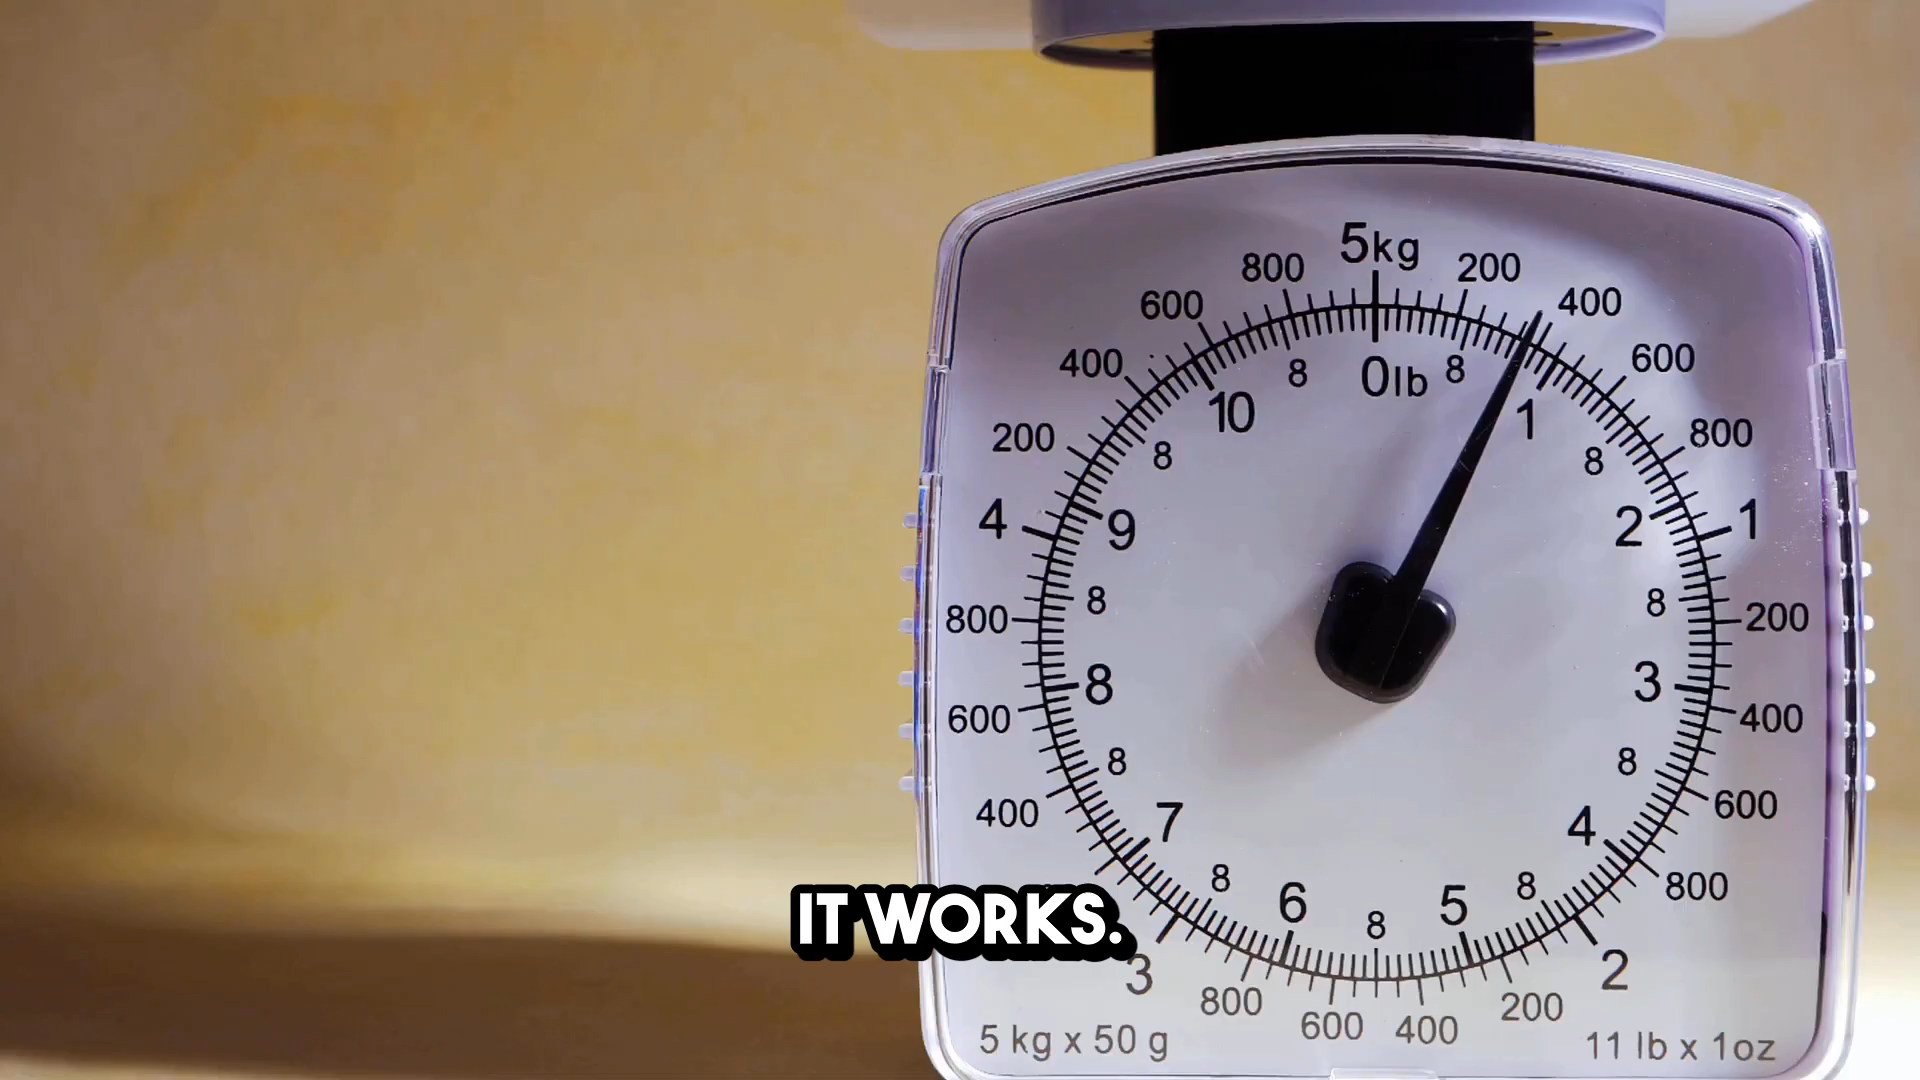 5kg
800 200
600 400
400 8 0lb 8 600
10 1
200 8 8 800
4 9 2 1
800 8 8 200
600 8 3 400
8 8
400 7 4 600
8 6 8 5 8 800
IT WORKS.
3 2
800 600 400 200
5 kg x 50 g 11 lb x 1oz